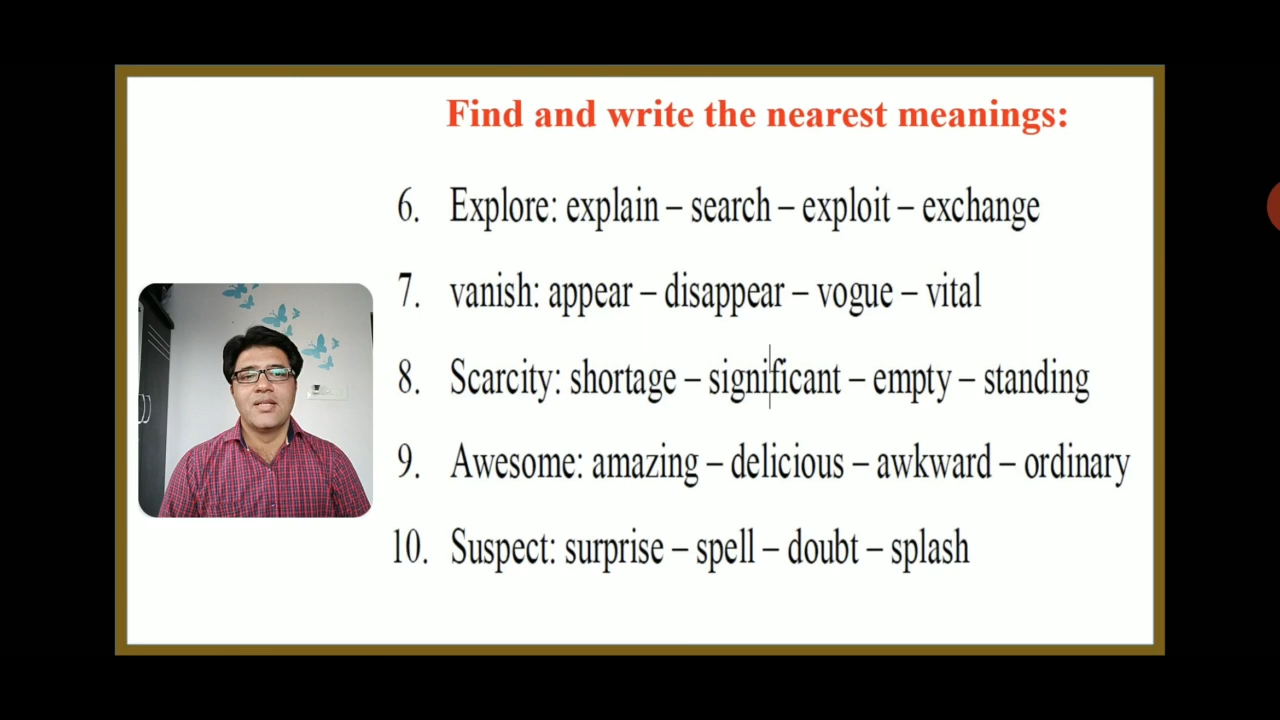 Find and write the nearest meanings:
6. Explore: explain – search – exploit – exchange
7. vanish: appear – disappear – vogue – vital
8. Scarcity: shortage – significant – empty – standing
9. Awesome: amazing – delicious – awkward – ordinary
10. Suspect: surprise – spell – doubt – splash